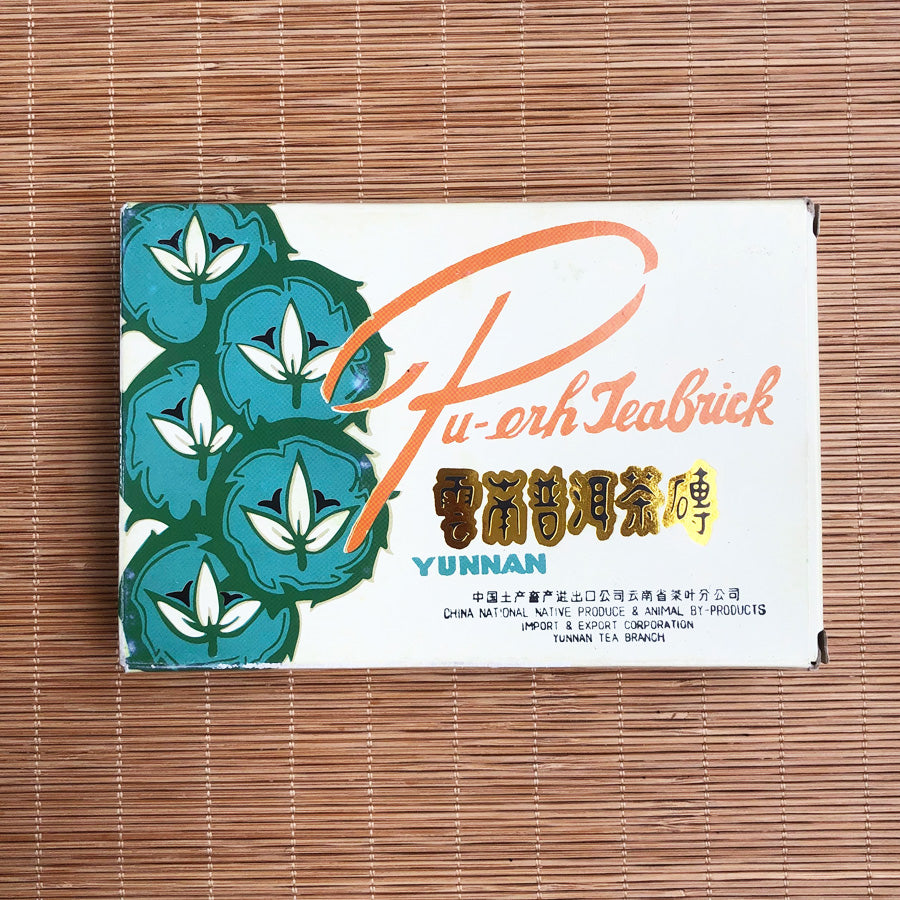 Pu-erh Teabrick
雲南普洱茶磚
YUNNAN
中国土产畜产进出口公司云南省茶叶分公司
CHINA NATIONAL NATIVE PRODUCE & ANIMAL BY-PRODUCTS
IMPORT & EXPORT CORPORATION
YUNNAN TEA BRANCH